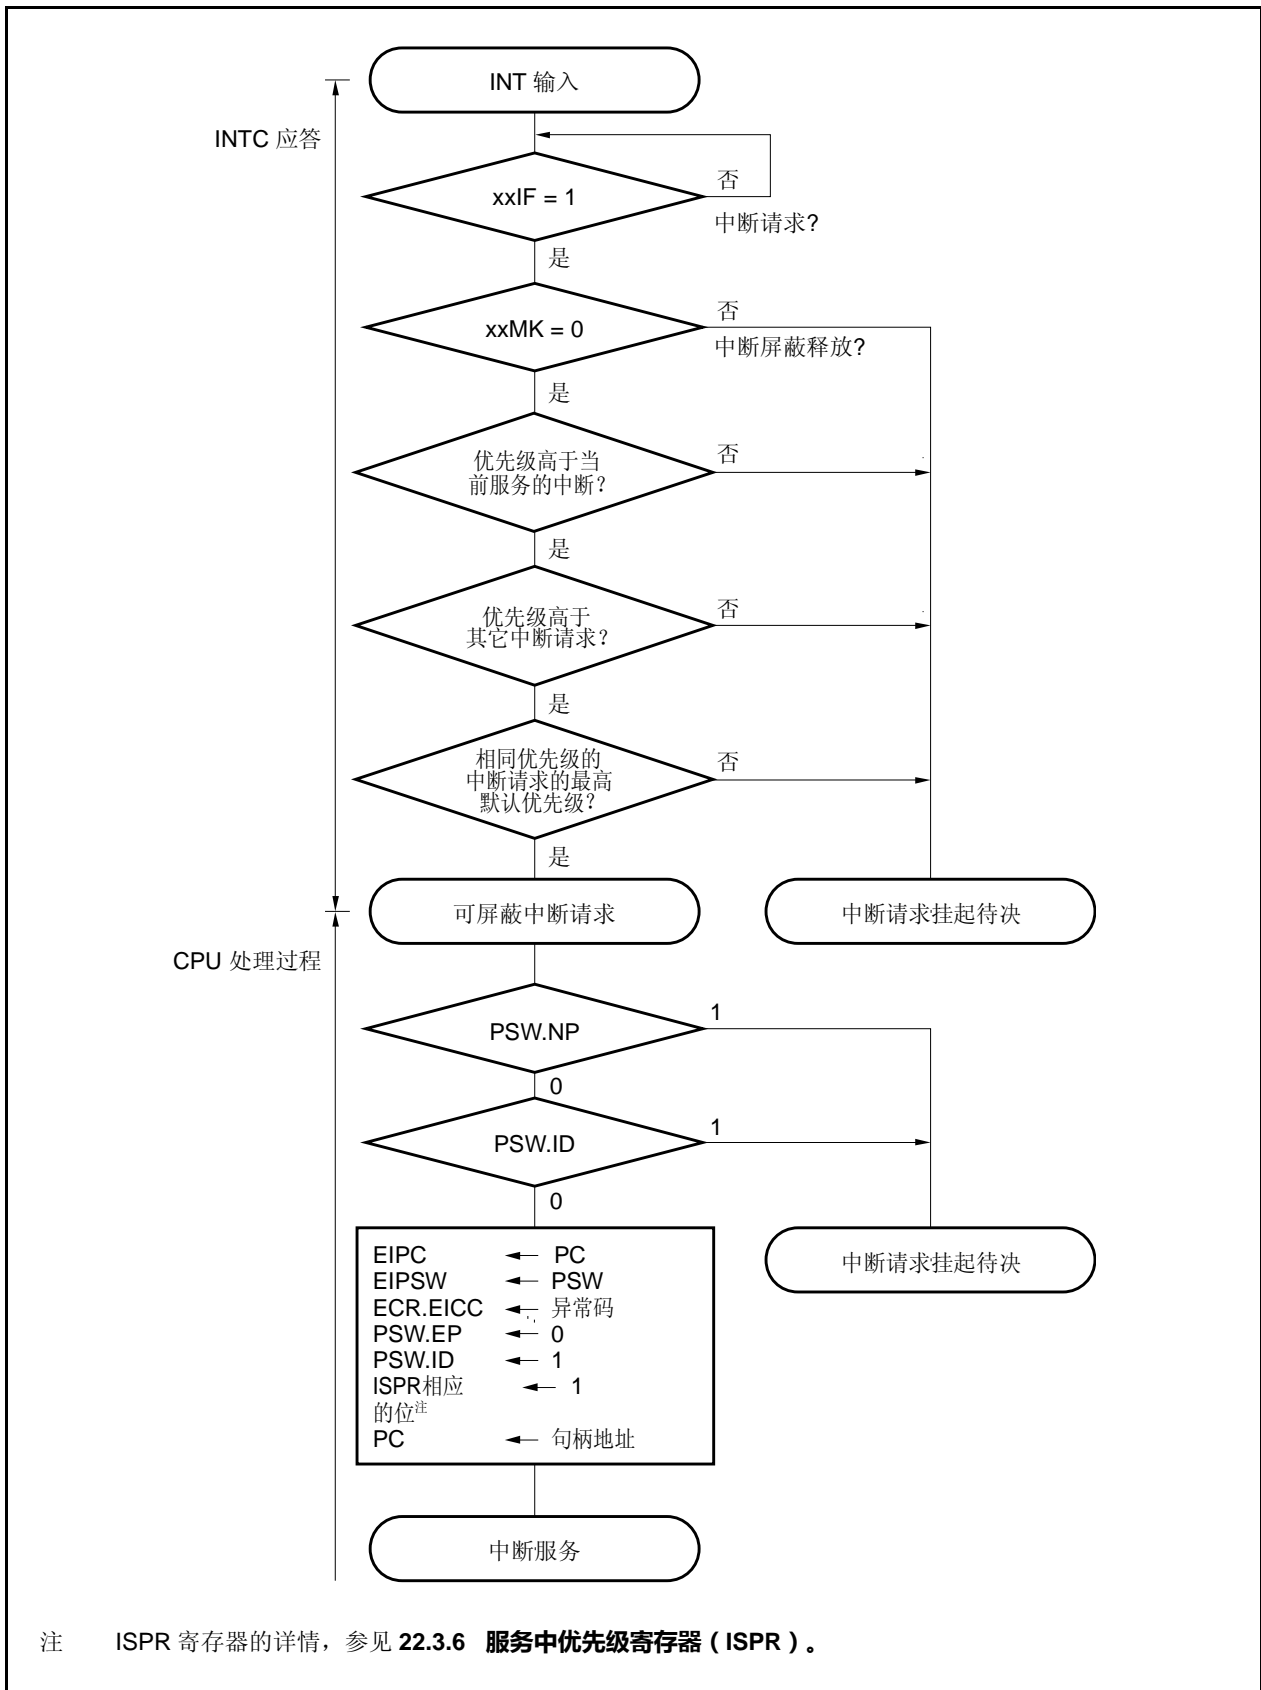 INT 输入
INTC 应答
xxIF = 1
否
中断请求?
是
xxMK = 0
否
中断屏蔽释放?
是
优先级高于当
前服务的中断?
否
是
优先级高于
其它中断请求?
否
是
相同优先级的
中断请求的最高
默认优先级?
否
是
可屏蔽中断请求
中断请求挂起待决
CPU 处理过程
PSW.NP
1
0
PSW.ID
1
0
EIPC ← PC
EIPSW ← PSW
ECR.EICC ← 异常码
PSW.EP ← 0
PSW.ID ← 1
ISPR相应 ← 1
的位注
PC ← 句柄地址
中断请求挂起待决
中断服务
注 ISPR 寄存器的详情，参见 22.3.6 服务中优先级寄存器（ISPR）。